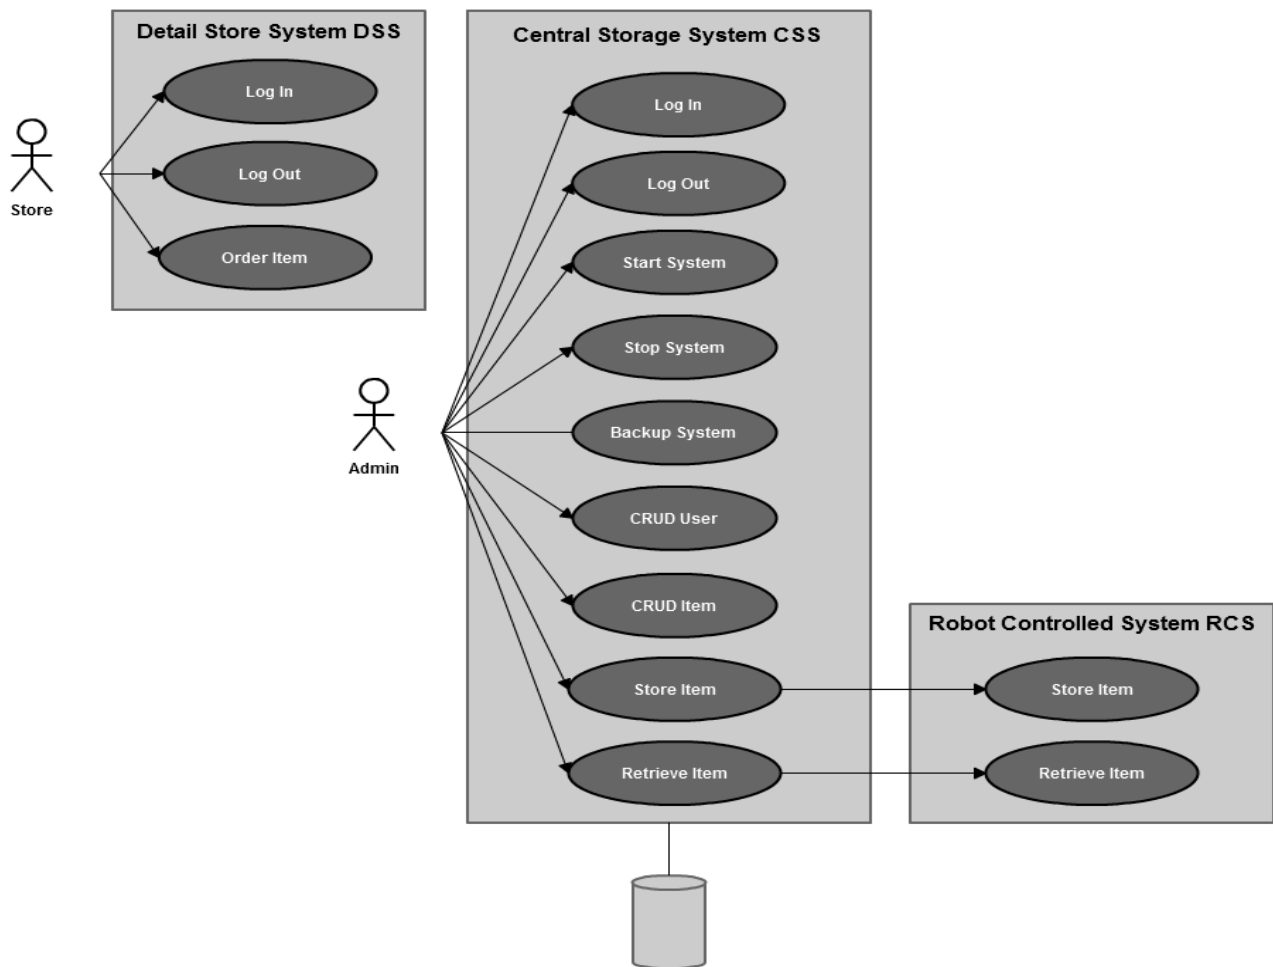 Detail Store System DSS
Log In
Log Out
Order Item
Store
Central Storage System CSS
Log In
Log Out
Start System
Stop System
Backup System
CRUD User
CRUD Item
Store Item
Retrieve Item
Admin
Robot Controlled System RCS
Store Item
Retrieve Item